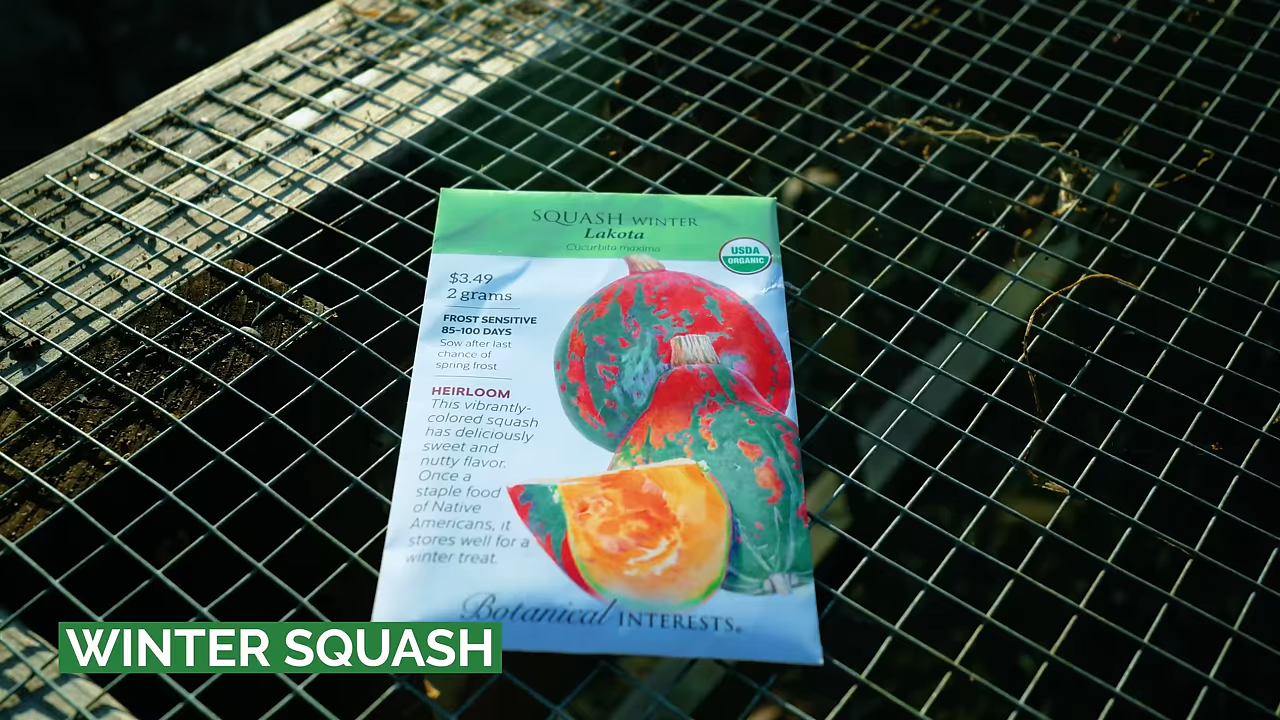 SQUASH WINTER
Lakota
Cucurbita maxima
USDA
ORGANIC
$3.49
2 grams
FROST SENSITIVE
85–100 DAYS
Sow after last
chance of
spring frost
HEIRLOOM
This vibrantly-
colored squash
has deliciously
sweet and
nutty flavor.
Once a
staple food
of Native
Americans, it
stores well for a
winter treat.
Botanical INTERESTS®
WINTER SQUASH